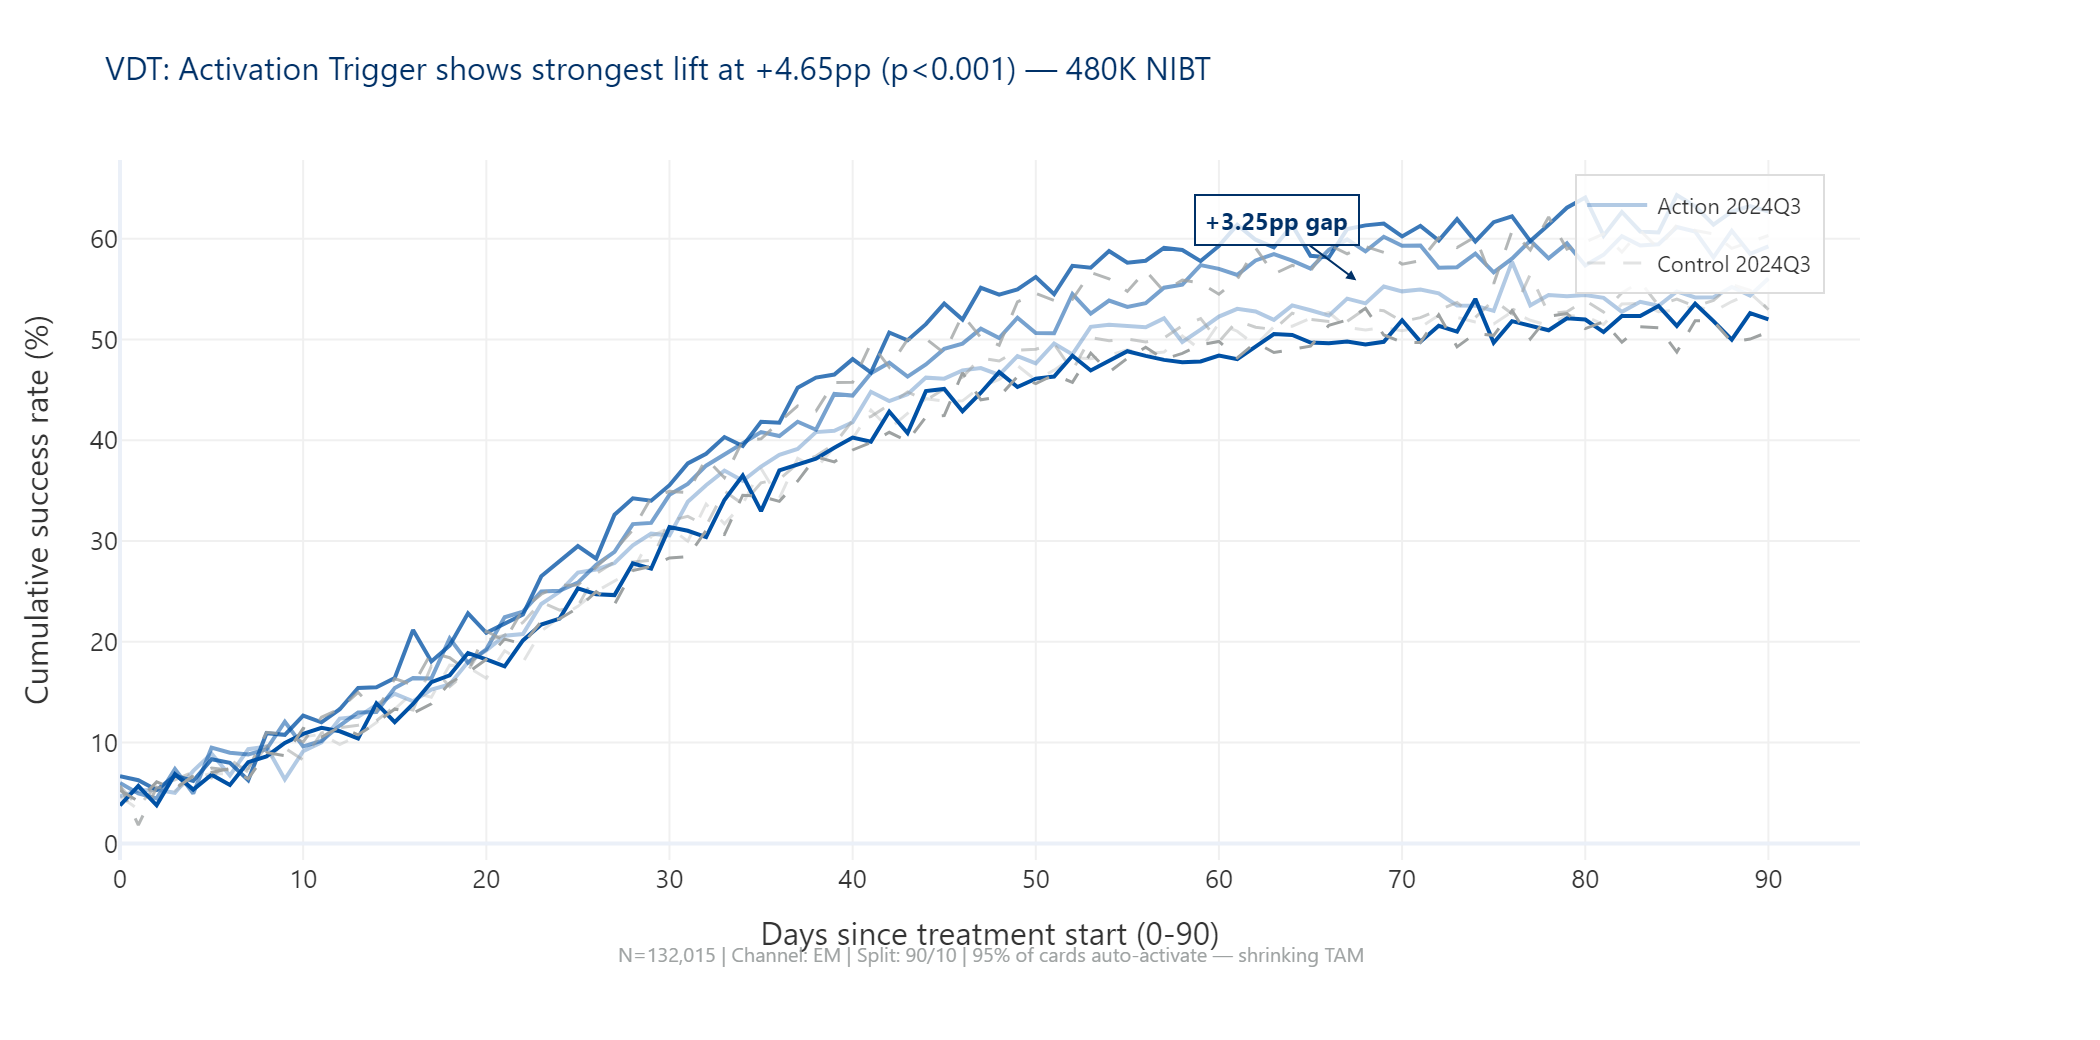 VDT: Activation Trigger shows strongest lift at +4.65pp (p<0.001) — 480K NIBT
+3.25pp gap
Action 2024Q3
Control 2024Q3
Cumulative success rate (%)
60
50
40
30
20
10
0
0 10 20 30 40 50 60 70 80 90
Days since treatment start (0-90)
N=132,015 | Channel: EM | Split: 90/10 | 95% of cards auto-activate — shrinking TAM